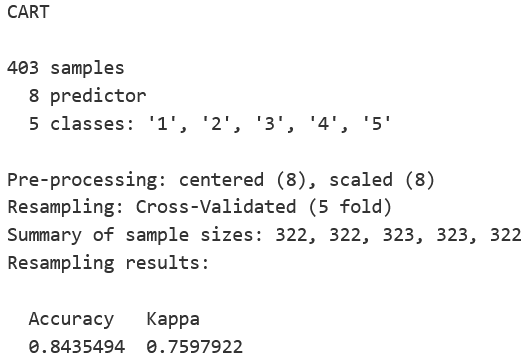 CART
403 samples
8 predictor
5 classes: '1', '2', '3', '4', '5'
Pre-processing: centered (8), scaled (8)
Resampling: Cross-Validated (5 fold)
Summary of sample sizes: 322, 322, 323, 323, 322
Resampling results:
Accuracy Kappa
0.8435494 0.7597922